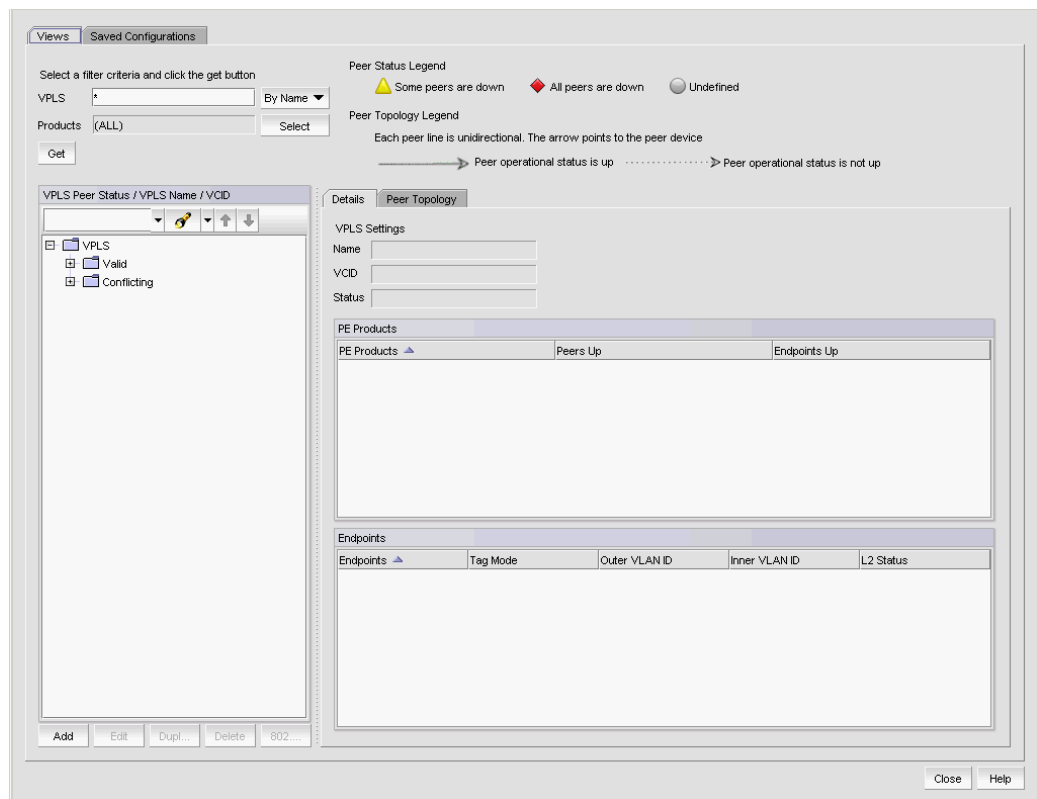 Views Saved Configurations
Select a filter criteria and click the get button
VPLS * By Name
Products (ALL) Select
Get
Peer Status Legend
Some peers are down All peers are down Undefined
Peer Topology Legend
Each peer line is unidirectional. The arrow points to the peer device
Peer operational status is up Peer operational status is not up
VPLS Peer Status / VPLS Name / VCID
VPLS
Valid
Conflicting
Add Edit Dupl... Delete 802....
Details Peer Topology
VPLS Settings
Name
VCID
Status
PE Products
PE Products Peers Up Endpoints Up
Endpoints
Endpoints Tag Mode Outer VLAN ID Inner VLAN ID L2 Status
Close Help